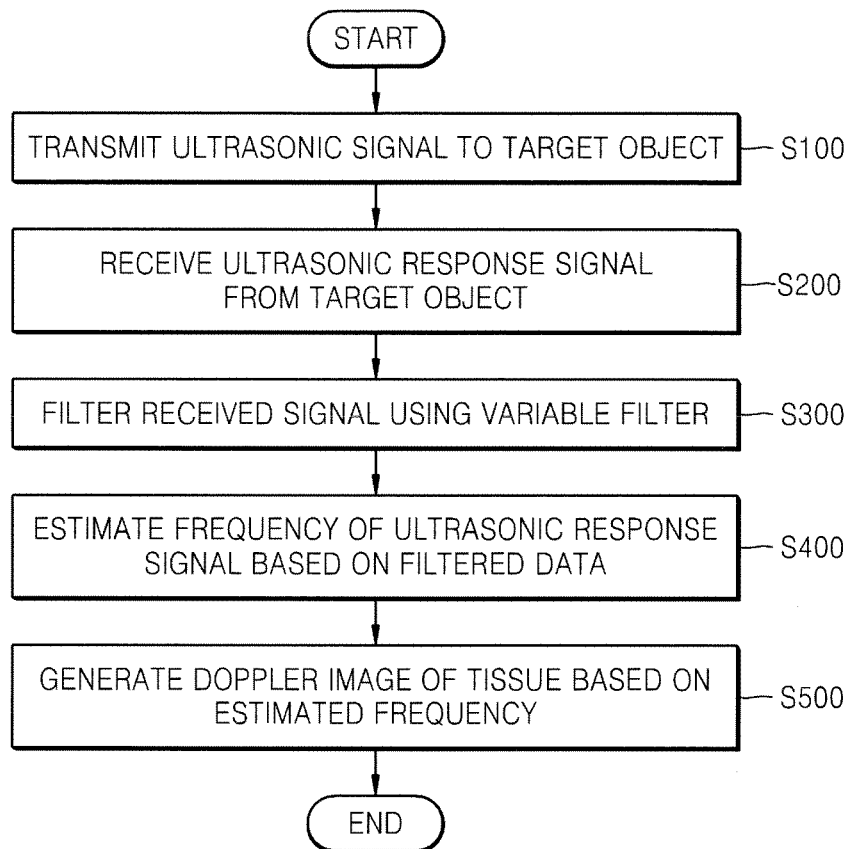 START
TRANSMIT ULTRASONIC SIGNAL TO TARGET OBJECT
S100
RECEIVE ULTRASONIC RESPONSE SIGNAL
FROM TARGET OBJECT
S200
FILTER RECEIVED SIGNAL USING VARIABLE FILTER
S300
ESTIMATE FREQUENCY OF ULTRASONIC RESPONSE
SIGNAL BASED ON FILTERED DATA
S400
GENERATE DOPPLER IMAGE OF TISSUE BASED ON
ESTIMATED FREQUENCY
S500
END